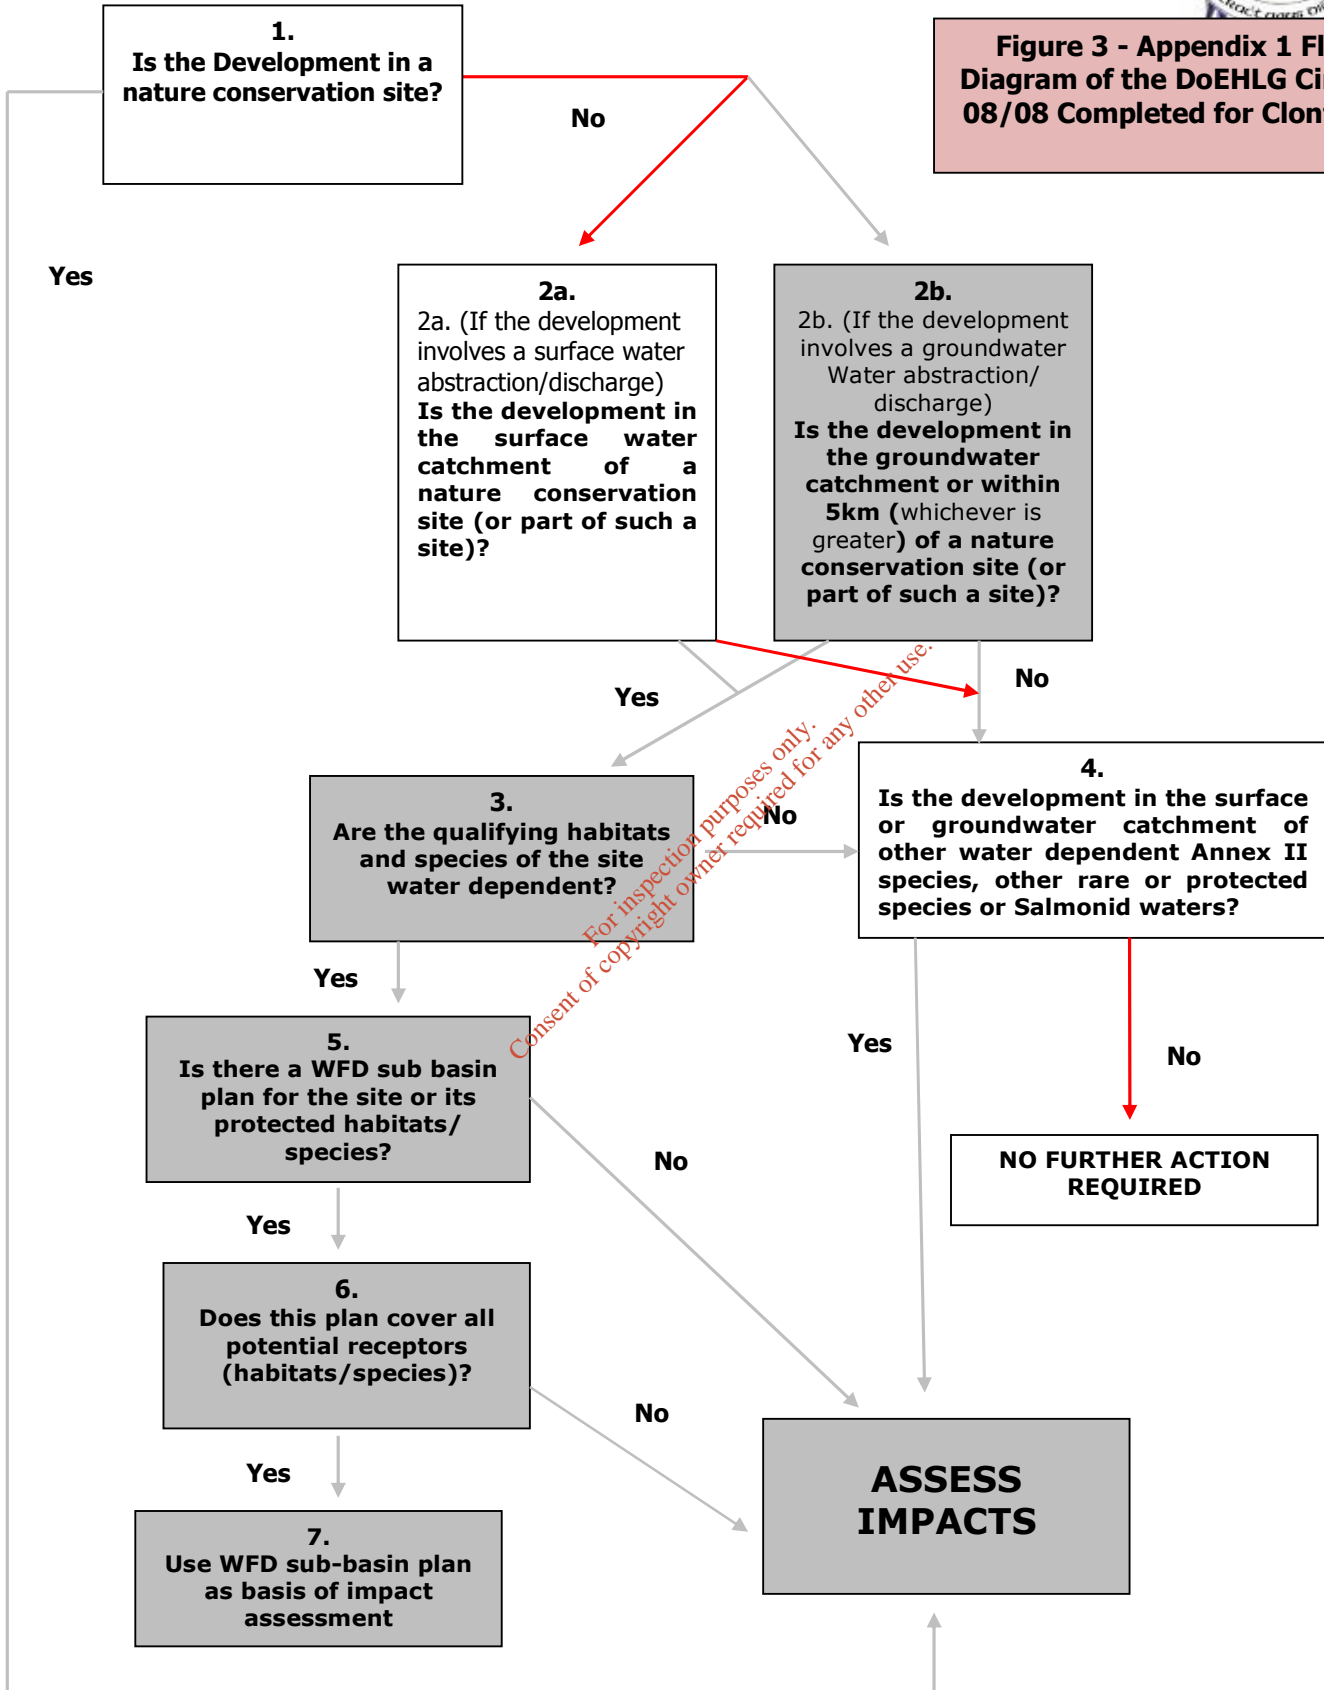 1.
Is the Development in a
nature conservation site?
Figure 3 - Appendix 1 Fl
Diagram of the DoEHLG Ci
08/08 Completed for Clon
No
Yes
2a.
2a. (If the development
involves a surface water
abstraction/discharge)
Is the development in
the surface water
catchment of a
nature conservation
site (or part of such a
site)?
2b.
2b. (If the development
involves a groundwater
Water abstraction/
discharge)
Is the development in
the groundwater
catchment or within
5km (whichever is
greater) of a nature
conservation site (or
part of such a site)?
Yes
No
3.
Are the qualifying habitats
and species of the site
water dependent?
No
4.
Is the development in the surface
or groundwater catchment of
other water dependent Annex II
species, other rare or protected
species or Salmonid waters?
For inspection purposes only.
Consent of copyright owner required for any other use.
Yes
5.
Is there a WFD sub basin
plan for the site or its
protected habitats/
species?
Yes
No
No
NO FURTHER ACTION
REQUIRED
Yes
6.
Does this plan cover all
potential receptors
(habitats/species)?
No
Yes
ASSESS
IMPACTS
7.
Use WFD sub-basin plan
as basis of impact
assessment